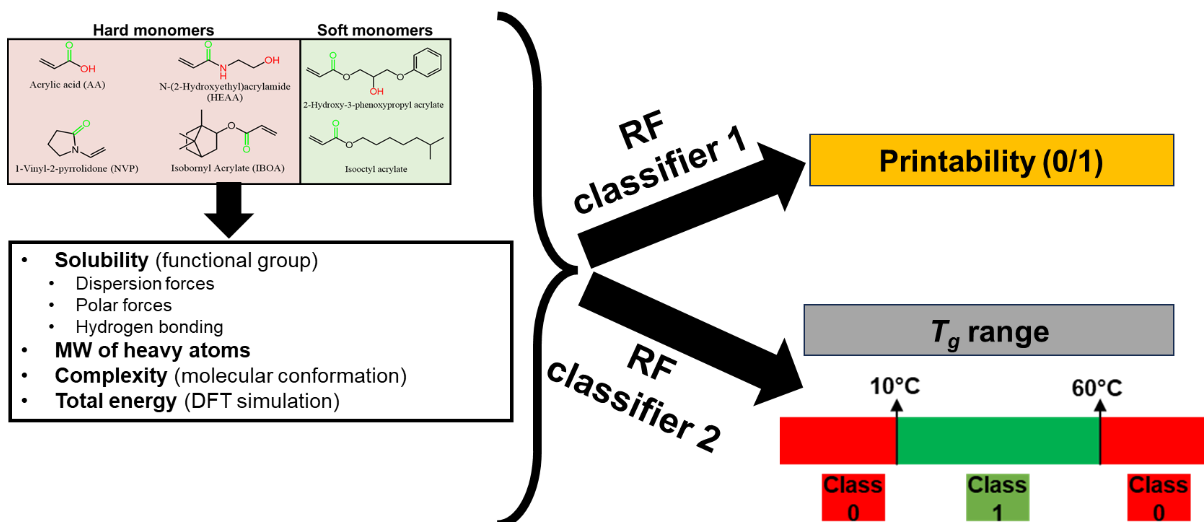 Hard monomers
Soft monomers
O
OH
Acrylic acid (AA)
O
N
H
OH
N-(2-Hydroxyethyl)acrylamide
(HEAA)
O
O
O
OH
2-Hydroxy-3-phenoxypropyl acrylate
O
N
1-Vinyl-2-pyrrolidone (NVP)
O
O
Isobornyl Acrylate (IBOA)
O
O
Isooctyl acrylate
• Solubility (functional group)
• Dispersion forces
• Polar forces
• Hydrogen bonding
• MW of heavy atoms
• Complexity (molecular conformation)
• Total energy (DFT simulation)
RF
classifier 1
Printability (0/1)
RF
classifier 2
Tg range
10°C
60°C
Class
0
Class
1
Class
0